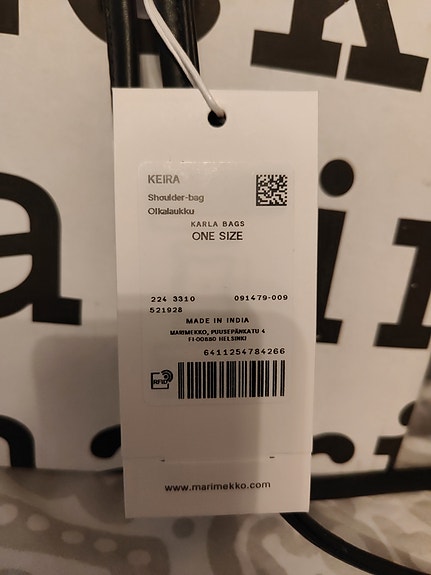 KEIRA
Shoulder-bag
Olkalaukku
KARLA BAGS
ONE SIZE
224 3310 091479-009
521928
MADE IN INDIA
MARIMEKKO, PUUSEPÄNKATU 4
FI-00880 HELSINKI
6411254784266
RFID
www.marimekko.com